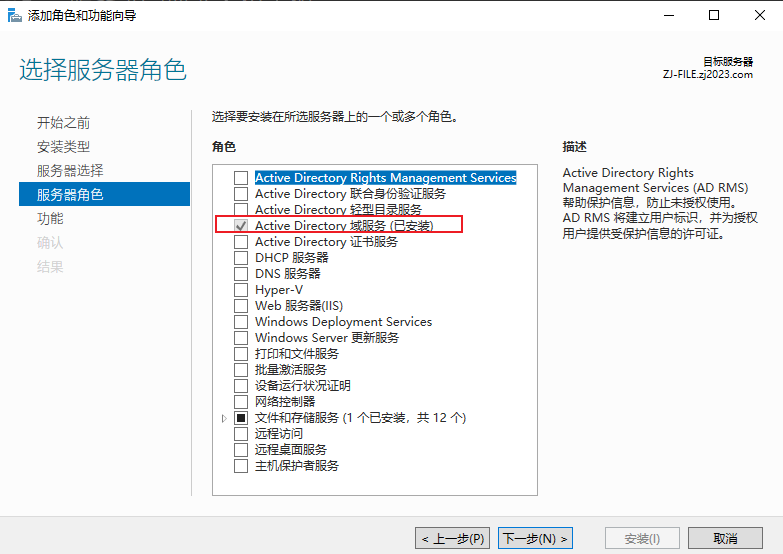 添加角色和功能向导
选择服务器角色
目标服务器
ZJ-FILE.zj2023.com
开始之前
安装类型
服务器选择
服务器角色
功能
确认
结果
选择要安装在所选服务器上的一个或多个角色。
角色
Active Directory Rights Management Services
Active Directory 联合身份验证服务
Active Directory 轻型目录服务
Active Directory 域服务 (已安装)
Active Directory 证书服务
DHCP 服务器
DNS 服务器
Hyper-V
Web 服务器(IIS)
Windows Deployment Services
Windows Server 更新服务
打印和文件服务
批量激活服务
设备运行状况证明
网络控制器
文件和存储服务 (1 个已安装，共 12 个)
远程访问
远程桌面服务
主机保护者服务
描述
Active Directory Rights
Management Services (AD RMS)
帮助保护信息，防止未授权使用。
AD RMS 将建立用户标识，并为授权
用户提供受保护信息的许可证。
< 上一步(P)
下一步(N) >
安装(I)
取消